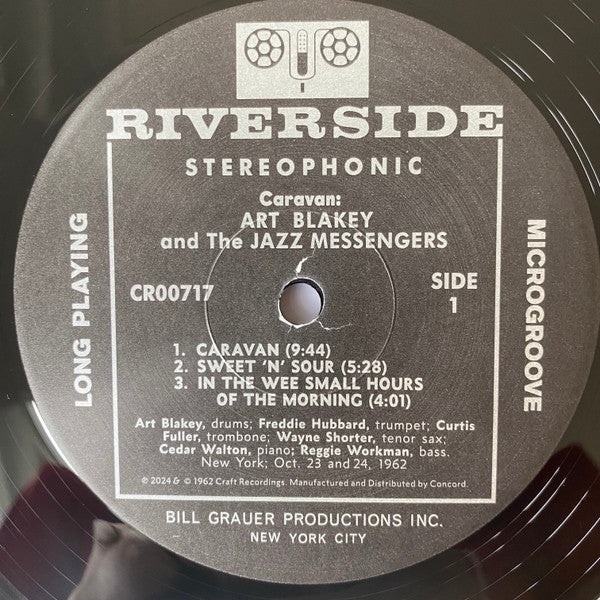 RIVERSIDE
STEREOPHONIC
Caravan:
ART BLAKEY
and The JAZZ MESSENGERS
LONG PLAYING
MICROGROOVE
CR00717
SIDE
1
1. CARAVAN (9:44)
2. SWEET 'N' SOUR (5:28)
3. IN THE WEE SMALL HOURS
OF THE MORNING (4:01)
Art Blakey, drums; Freddie Hubbard, trumpet; Curtis
Fuller, trombone; Wayne Shorter, tenor sax;
Cedar Walton, piano; Reggie Workman, bass.
New York; Oct. 23 and 24, 1962
℗ 2024 & © 1962 Craft Recordings. Manufactured and Distributed by Concord.
BILL GRAUER PRODUCTIONS INC.
NEW YORK CITY